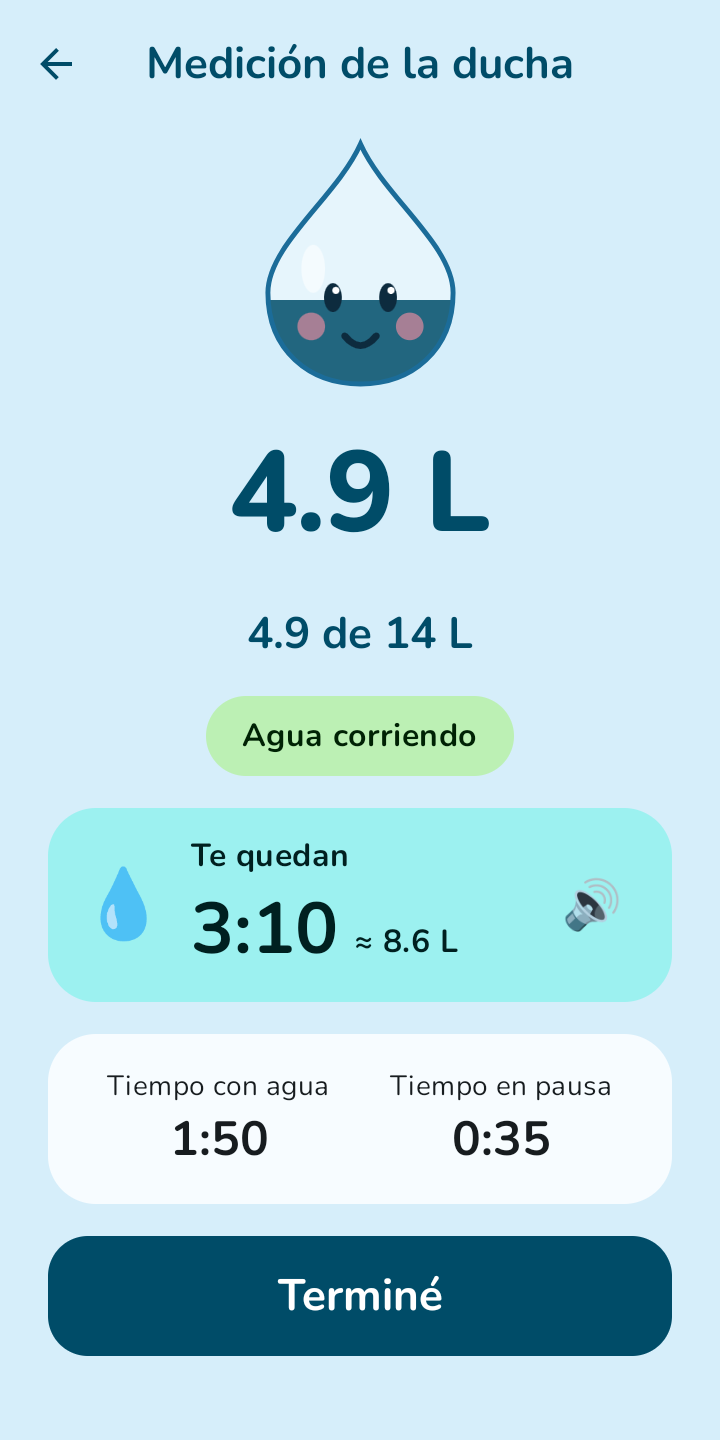 Medición de la ducha
4.9 L
4.9 de 14 L
Agua corriendo
Te quedan
3:10 ≈ 8.6 L
Tiempo con agua Tiempo en pausa
1:50 0:35
Terminé